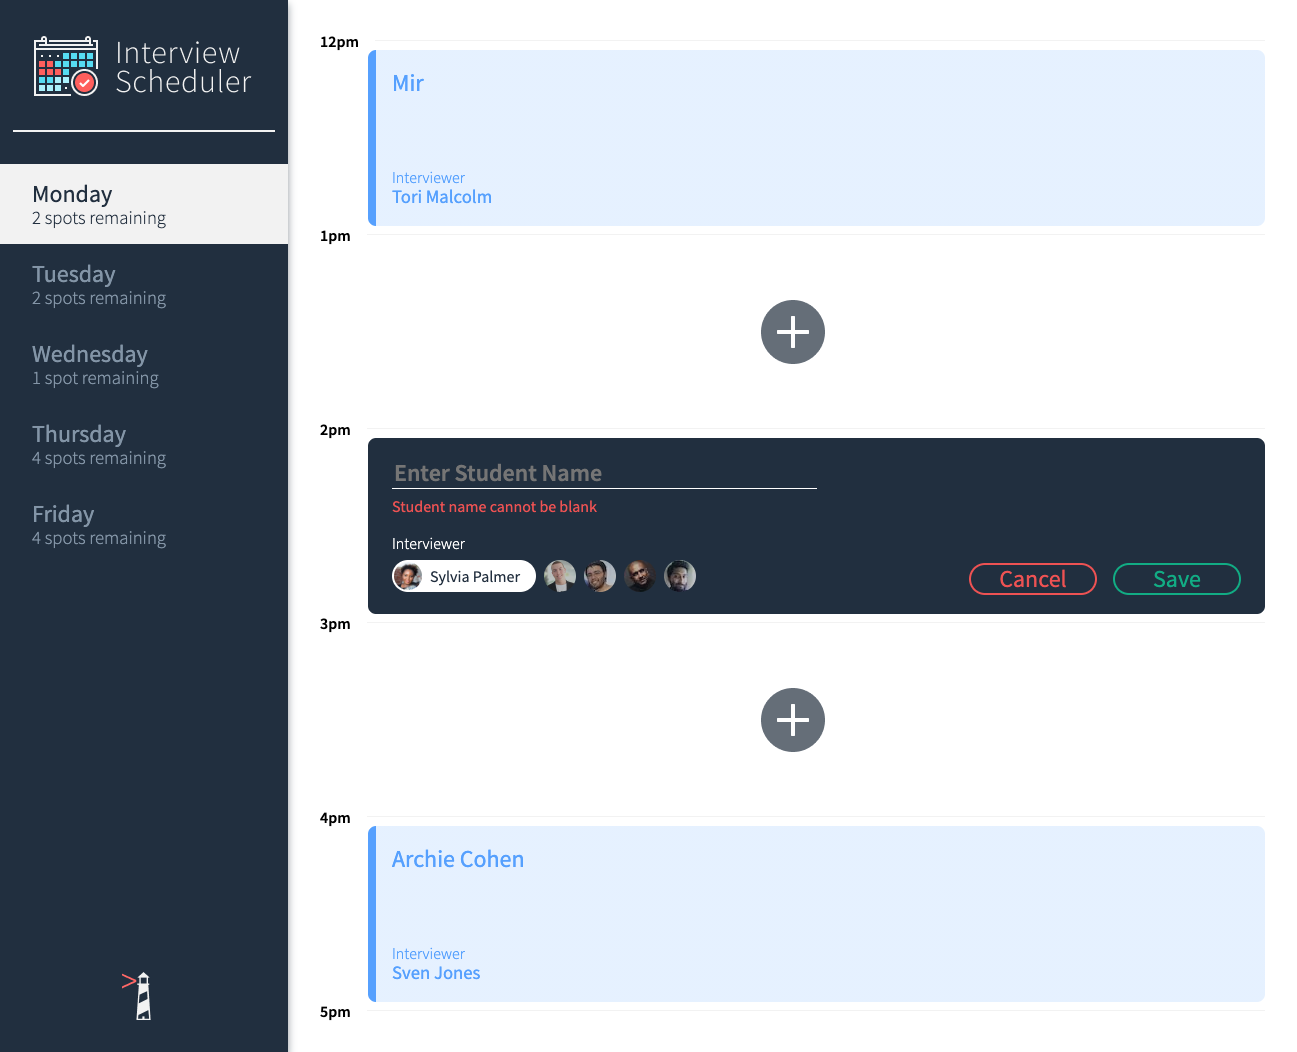 Interview
Scheduler
Monday
2 spots remaining
Tuesday
2 spots remaining
Wednesday
1 spot remaining
Thursday
4 spots remaining
Friday
4 spots remaining
12pm
Mir
Interviewer
Tori Malcolm
1pm
2pm
Enter Student Name
Student name cannot be blank
Interviewer
Sylvia Palmer
Cancel
Save
3pm
4pm
Archie Cohen
Interviewer
Sven Jones
5pm